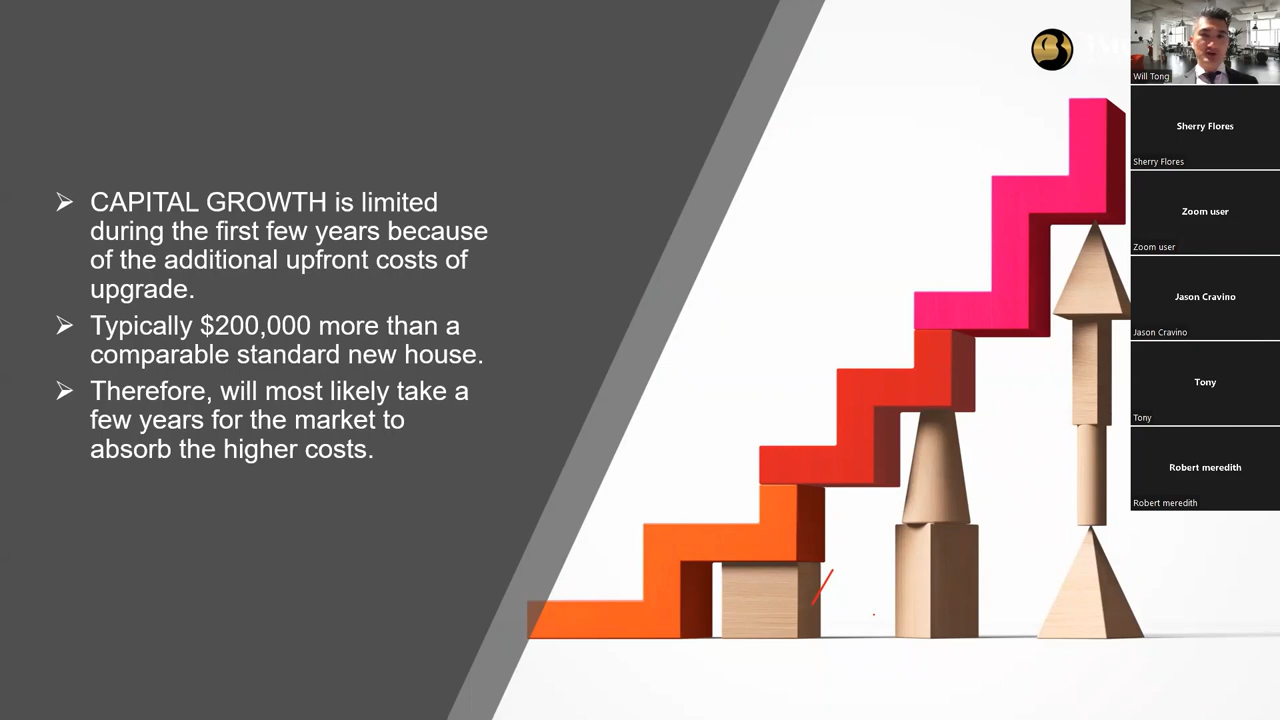 ➢ CAPITAL GROWTH is limited
during the first few years because
of the additional upfront costs of
upgrade.
➢ Typically $200,000 more than a
comparable standard new house.
➢ Therefore, will most likely take a
few years for the market to
absorb the higher costs.
Will Tong
Sherry Flores
Sherry Flores
Zoom user
Zoom user
Jason Cravino
Jason Cravino
Tony
Tony
Robert meredith
Robert meredith